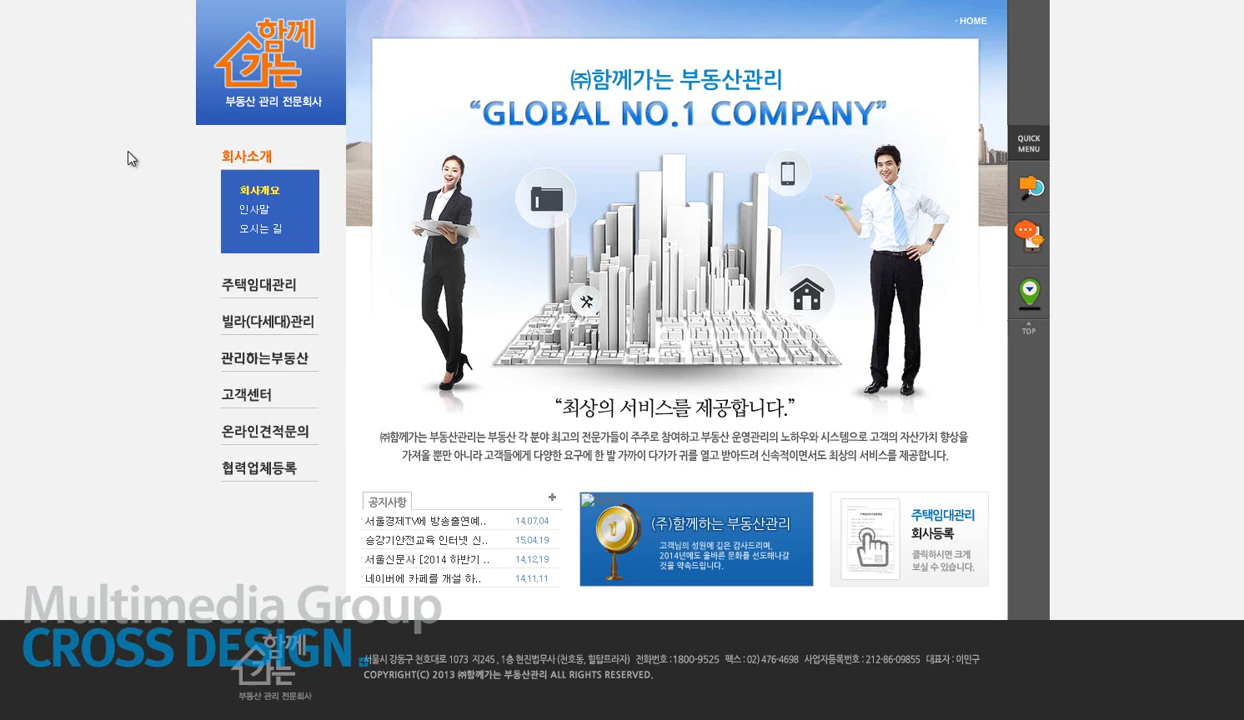 함께
가는
부동산 관리 전문회사
· HOME
회사소개
회사개요
인사말
오시는 길
주택임대관리
빌라(다세대)관리
관리하는부동산
고객센터
온라인견적문의
협력업체등록
㈜함께가는 부동산관리
“GLOBAL NO.1 COMPANY”
“최상의 서비스를 제공합니다.”
㈜함께가는 부동산관리는 부동산 각 분야 최고의 전문가들이 주주로 참여하고 부동산 운영관리의 노하우와 시스템으로 고객의 자산가치 향상을
가져올 뿐만 아니라 고객들에게 다양한 요구에 한 발 가까이 다가가 귀를 열고 받아드려 신속적이면서도 최상의 서비스를 제공합니다.
QUICK
MENU
TOP
공지사항
서울경제TV에 방송출연예.. 14,07,04
승강기안전교육 인터넷 신.. 15,04,19
서울신문사 [2014 하반기 .. 14,12,19
네이버에 카페를 개설 하.. 14,11,11
1
(주)함께하는 부동산관리
고객님의 성원에 깊은 감사드리며,
2014년에도 올바른 문화를 선도해나갈
것을 약속드립니다.
주택임대관리
회사등록
클릭하시면 크게
보실 수 있습니다.
Multimedia Group
CROSS DESIGN
함께
가는
부동산 관리 전문회사
서울시 강동구 천호대로 1073 지245 , 1층 현진법무사 (천호동, 힐탑프라자) 전화번호 : 1800-9525 팩스 : 02) 476-4698 사업자등록번호 : 212-86-09855 대표자 : 이민구
COPYRIGHT(C) 2013 ㈜함께가는 부동산관리 ALL RIGHTS RESERVED.